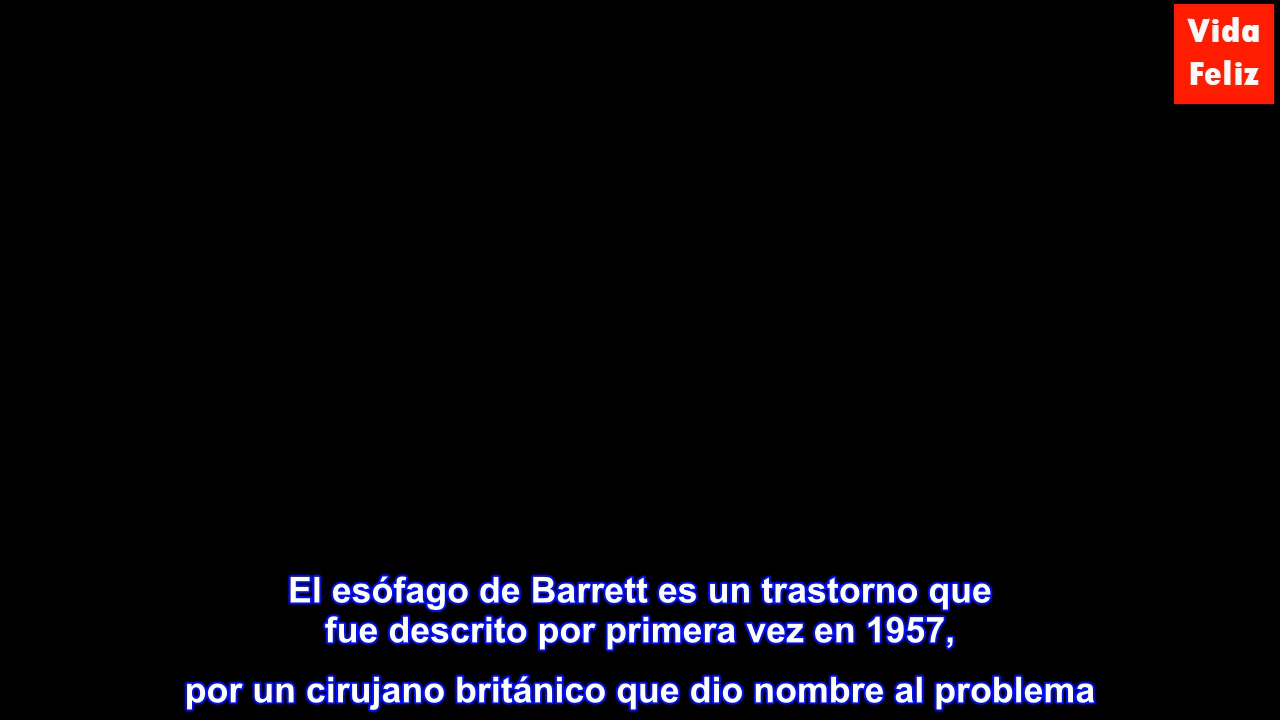 Vida
Feliz
El esófago de Barrett es un trastorno que
fue descrito por primera vez en 1957,
por un cirujano británico que dio nombre al problema